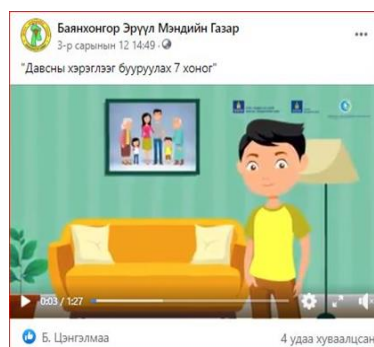 Баянхонгор Эрүүл Мэндийн Газар
3-р сарынын 12 14:49 ·
"Давсны хэрэглээг бууруулах 7 хоног"
0:03 / 1:27
Б. Цэнгэлмаа
4 удаа хуваалцсан